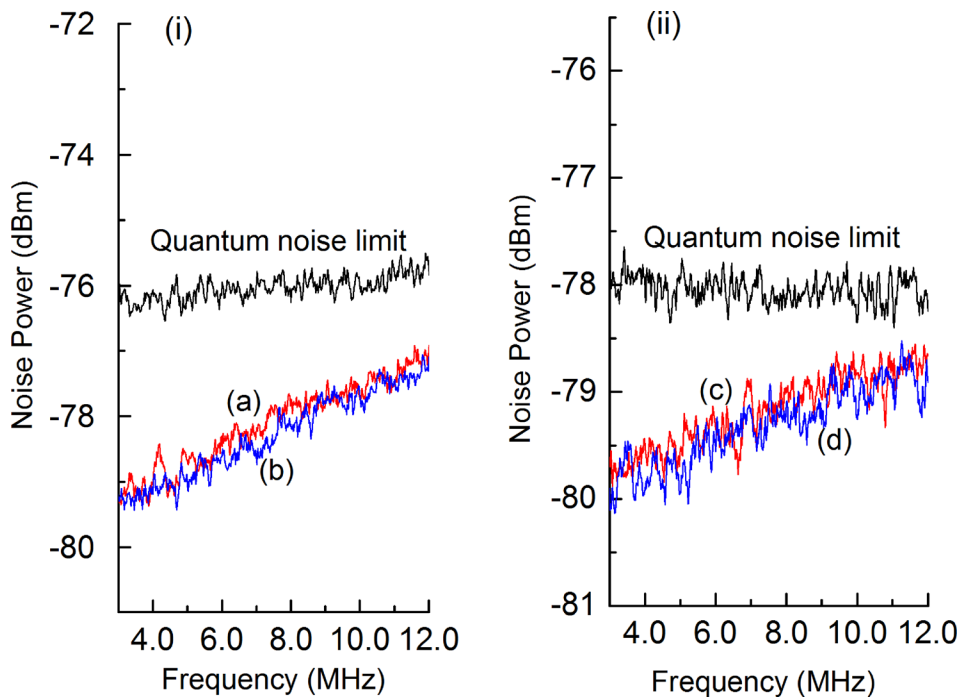 (i)
-72
-74
-76
-78
-80
Noise Power (dBm)
Quantum noise limit
(a)
(b)
4.0 6.0 8.0 10.0 12.0
Frequency (MHz)
(ii)
-76
-77
-78
-79
-80
-81
Noise Power (dBm)
Quantum noise limit
(c)
(d)
4.0 6.0 8.0 10.0 12.0
Frequency (MHz)